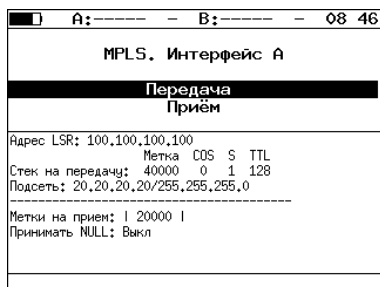 A:----- – B:----- – 08 46
MPLS. Интерфейс A
Передача
Приём
Адрес LSR: 100.100.100.100
Метка COS S TTL
Стек на передачу: 40000 0 1 128
Подсеть: 20.20.20.20/255.255.255.0
----------------------------------------
Метки на прием: | 20000 |
Принимать NULL: Выкл